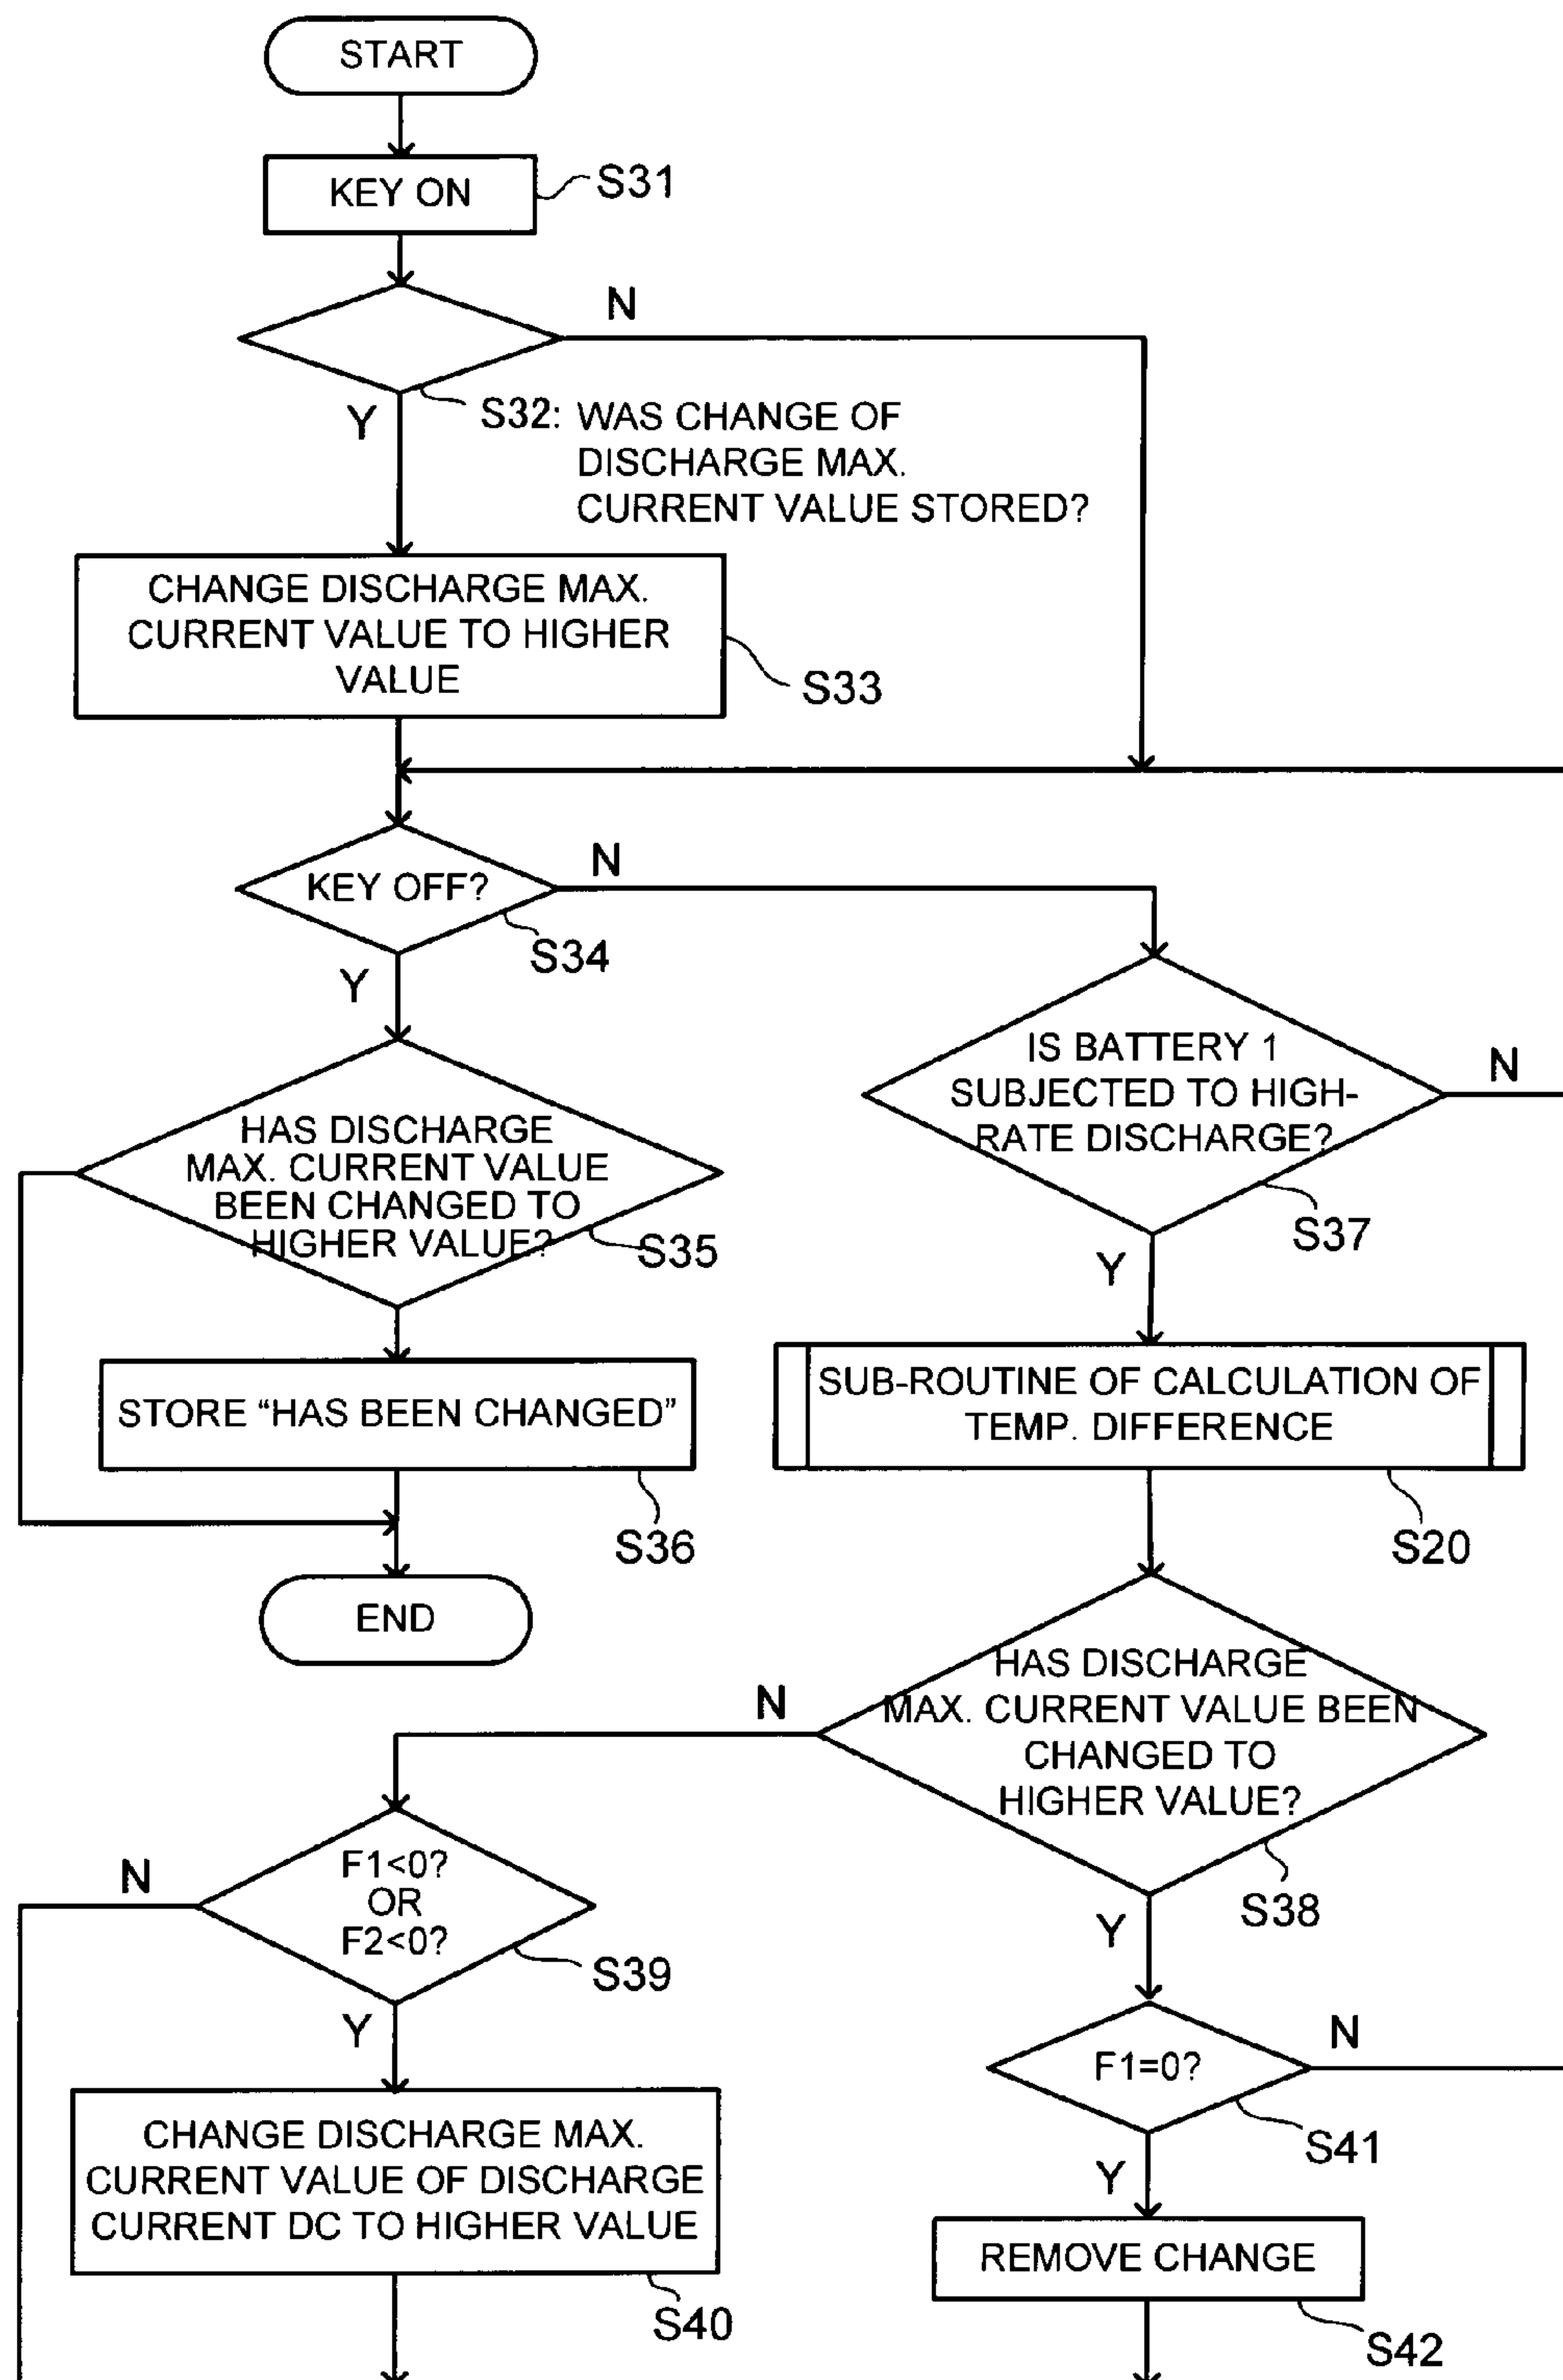 START
KEY ON
S31
N
Y
S32: WAS CHANGE OF
DISCHARGE MAX.
CURRENT VALUE STORED?
CHANGE DISCHARGE MAX.
CURRENT VALUE TO HIGHER
VALUE
S33
KEY OFF?
N
S34
Y
IS BATTERY 1
SUBJECTED TO HIGH-
RATE DISCHARGE?
N
S37
Y
HAS DISCHARGE
MAX. CURRENT VALUE
BEEN CHANGED TO
HIGHER VALUE?
S35
STORE “HAS BEEN CHANGED”
S36
END
SUB-ROUTINE OF CALCULATION OF
TEMP. DIFFERENCE
S20
HAS DISCHARGE
MAX. CURRENT VALUE BEEN
CHANGED TO
HIGHER VALUE?
N
S38
Y
F1<0?
OR
F2<0?
N
S39
Y
CHANGE DISCHARGE MAX.
CURRENT VALUE OF DISCHARGE
CURRENT DC TO HIGHER VALUE
S40
F1=0?
N
S41
Y
REMOVE CHANGE
S42